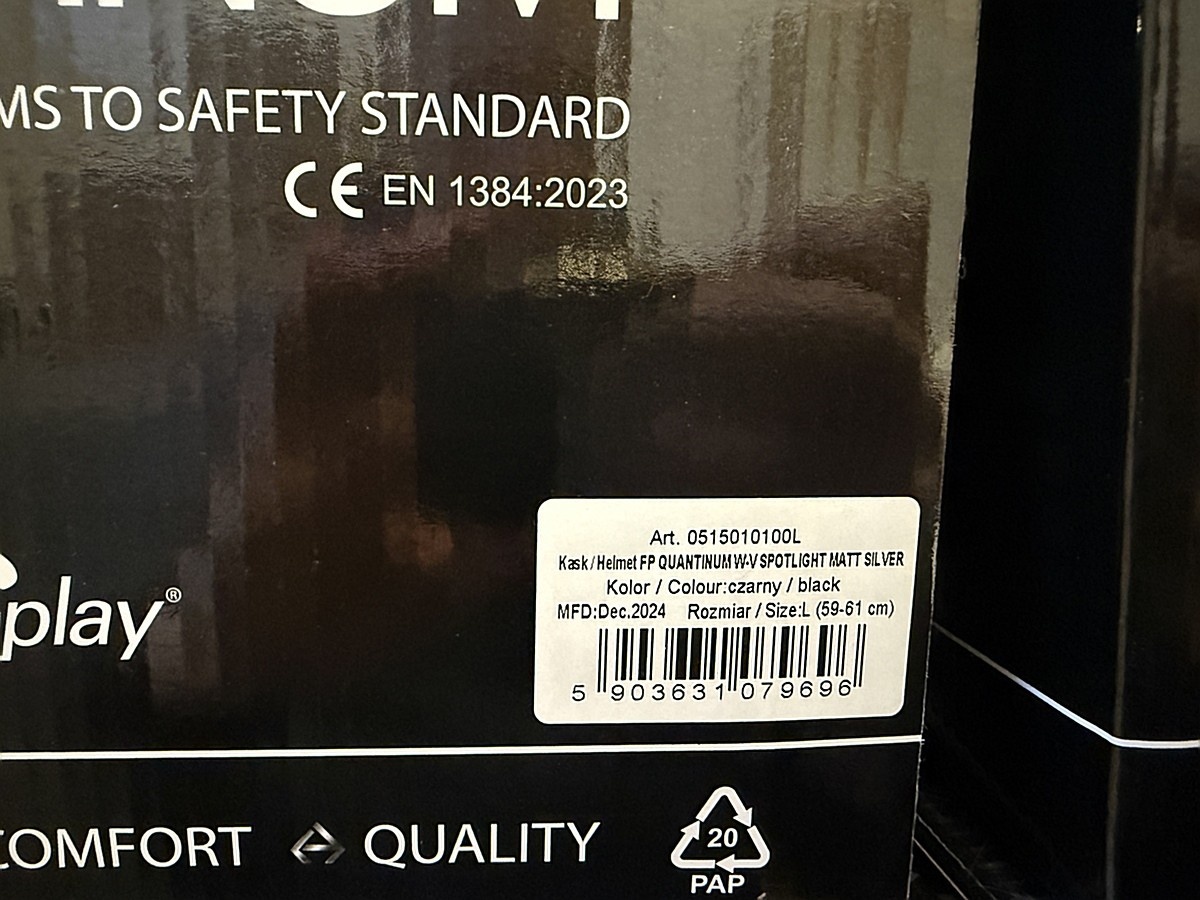 MS TO SAFETY STANDARD
CE EN 1384:2023
play®
Art. 0515010100L
Kask / Helmet FP QUANTINUM W-V SPOTLIGHT MATT SILVER
Kolor / Colour:czarny / black
MFD:Dec.2024 Rozmiar / Size:L (59-61 cm)
5 903631 079696
COMFORT QUALITY
20
PAP